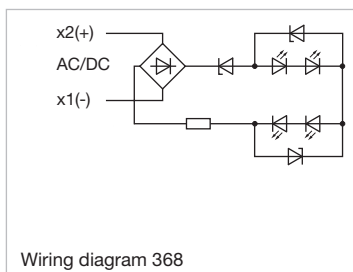 x2(+)
AC/DC
x1(-)
Wiring diagram 368